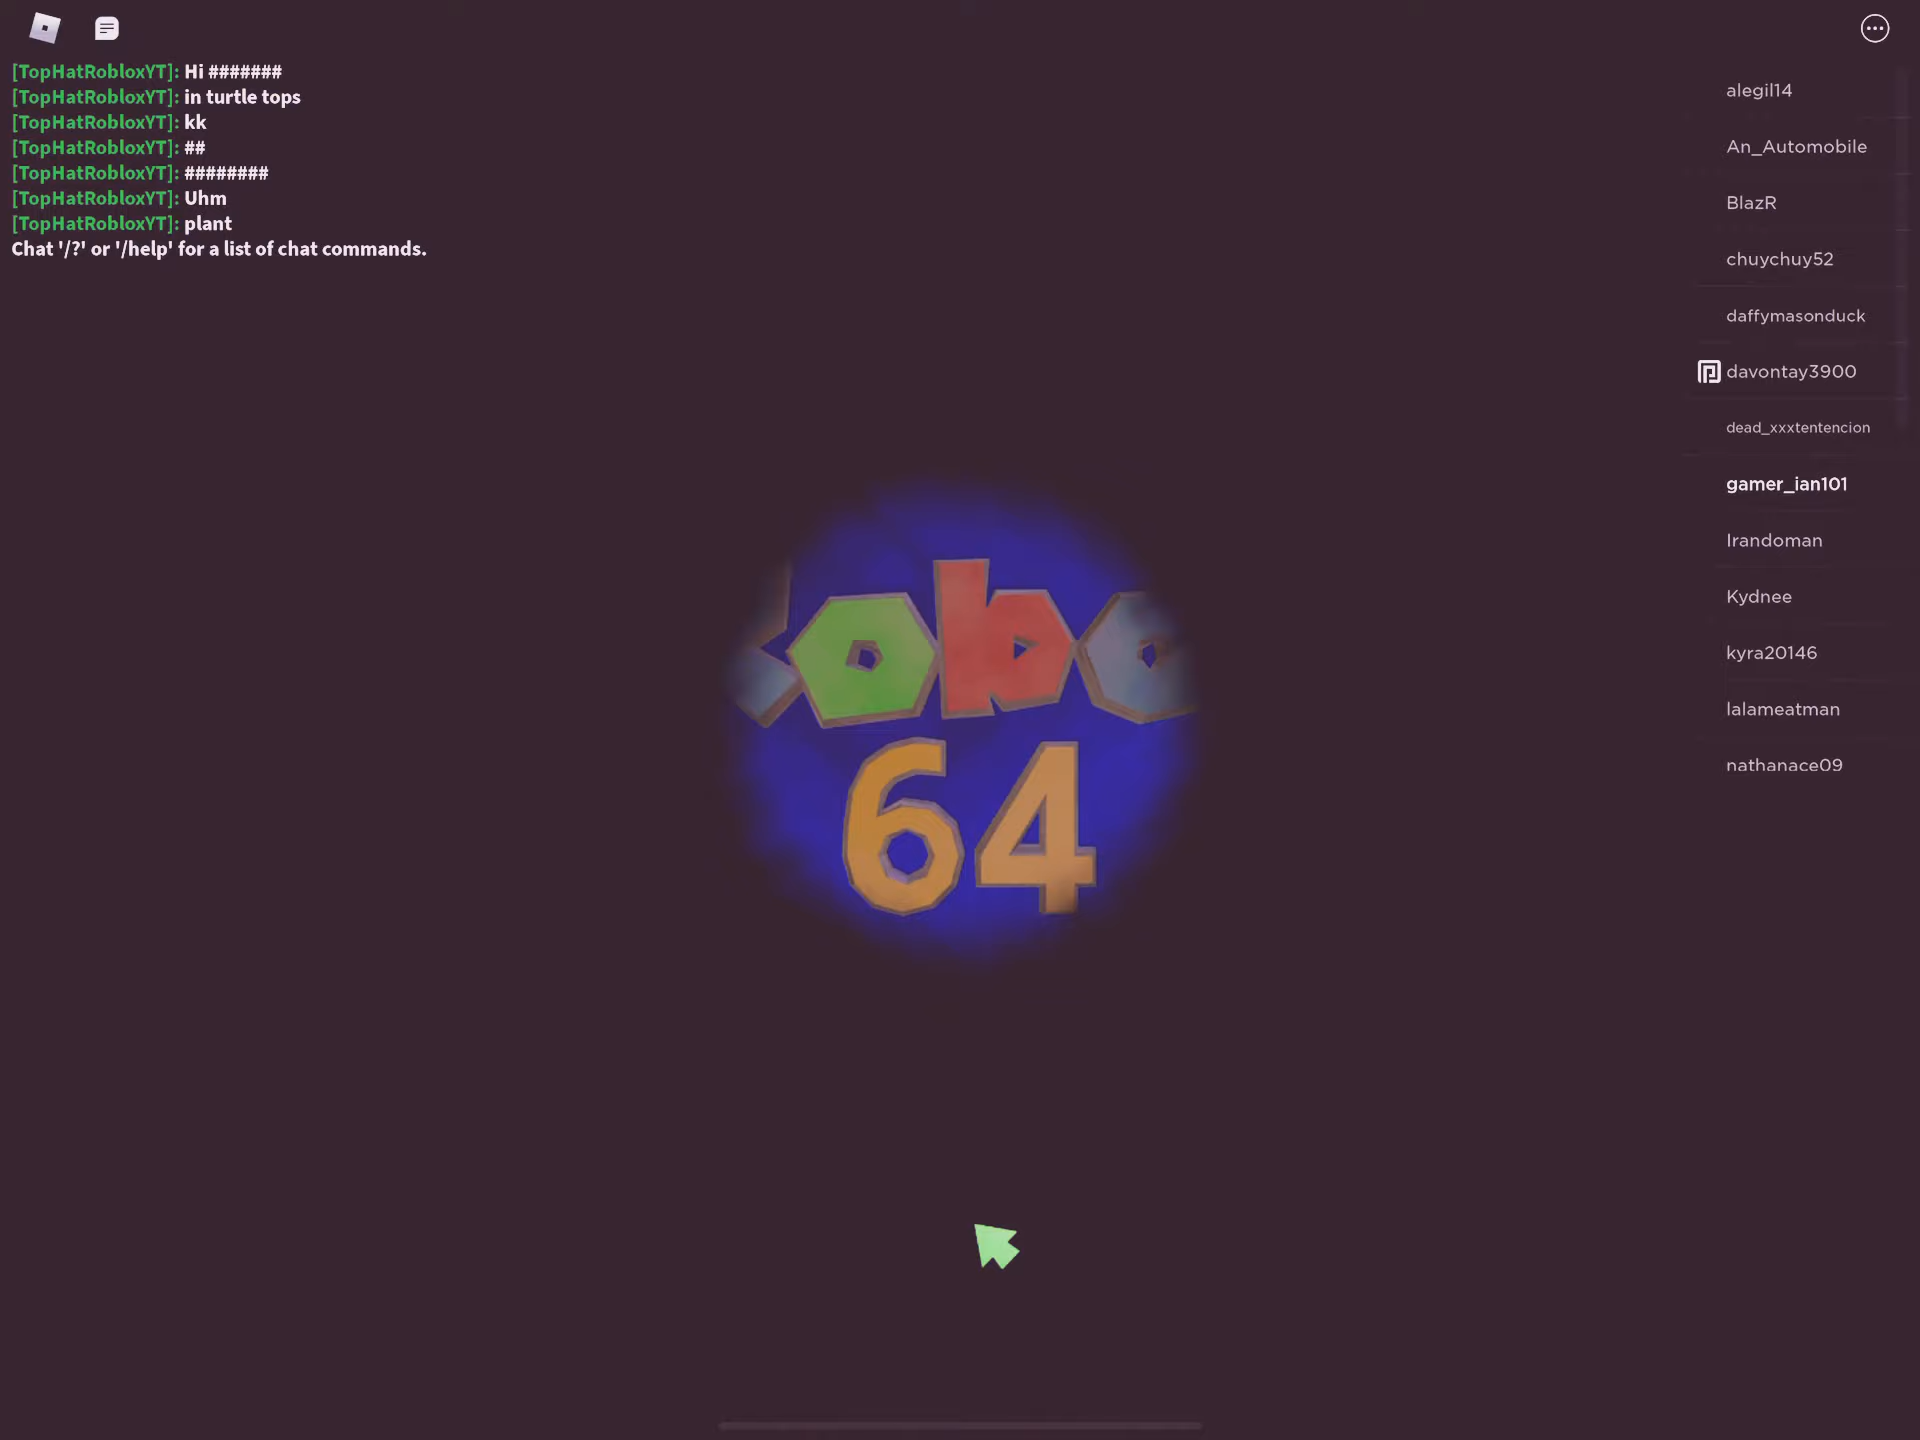 [TopHatRobloxYT]: Hi #######
[TopHatRobloxYT]: in turtle tops
[TopHatRobloxYT]: kk
[TopHatRobloxYT]: ##
[TopHatRobloxYT]: ########
[TopHatRobloxYT]: Uhm
[TopHatRobloxYT]: plant
Chat '/?' or '/help' for a list of chat commands.
alegil14
An_Automobile
BlazR
chuychuy52
daffymasonduck
davontay3900
dead_xxxtentencion
gamer_ian101
Irandoman
Kydnee
kyra20146
lalameatman
nathanace09
obo
64